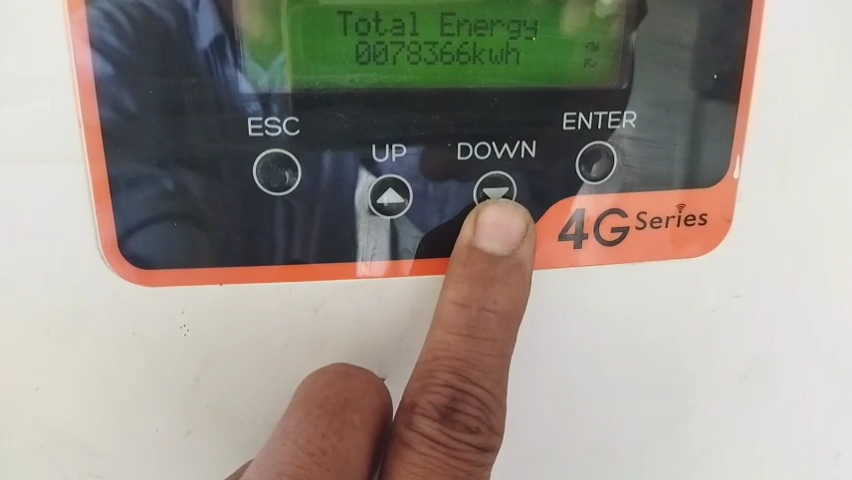 Total Energy
0078366kwh
ESC
UP
DOWN
ENTER
4G Series